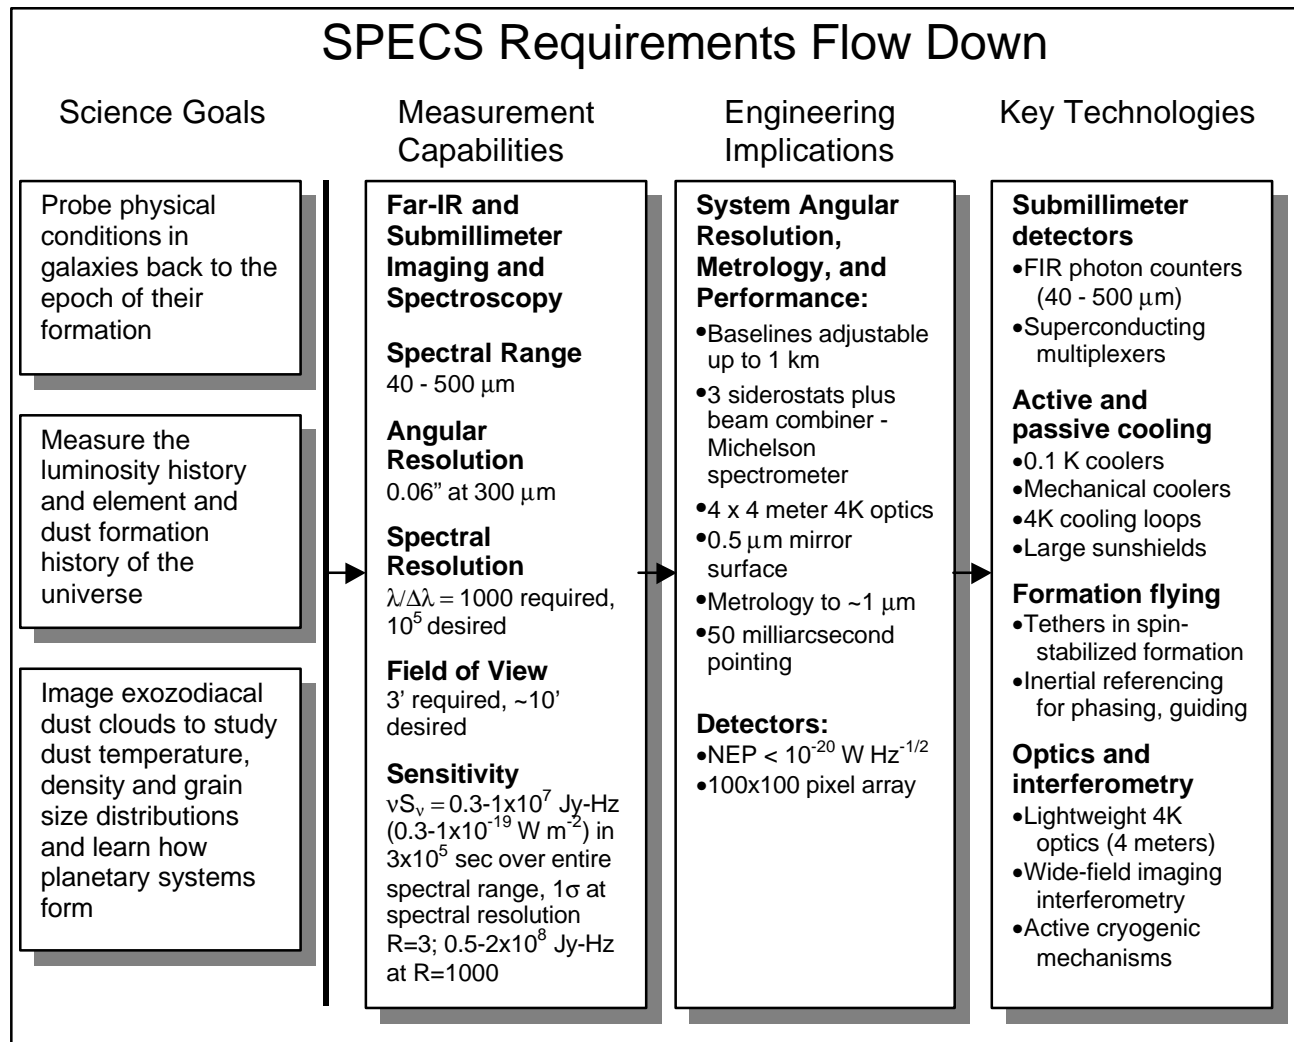 SPECS Requirements Flow Down
Science Goals
Probe physical
conditions in
galaxies back to the
epoch of their
formation
Measure the
luminosity history
and element and
dust formation
history of the
universe
Image exozodiacal
dust clouds to study
dust temperature,
density and grain
size distributions
and learn how
planetary systems
form
Measurement
Capabilities
Far-IR and
Submillimeter
Imaging and
Spectroscopy
Spectral Range
40 - 500 μm
Angular
Resolution
0.06” at 300 μm
Spectral
Resolution
λ/Δλ = 1000 required,
10⁵ desired
Field of View
3’ required, ~10’
desired
Sensitivity
νSᵥ = 0.3-1x10⁷ Jy-Hz
(0.3-1x10⁻¹⁹ W m⁻²) in
3x10⁵ sec over entire
spectral range, 1σ at
spectral resolution
R=3; 0.5-2x10⁸ Jy-Hz
at R=1000
Engineering
Implications
System Angular
Resolution,
Metrology, and
Performance:
•Baselines adjustable
up to 1 km
•3 siderostats plus
beam combiner -
Michelson
spectrometer
•4 x 4 meter 4K optics
•0.5 μm mirror
surface
•Metrology to ~1 μm
•50 milliarcsecond
pointing
Detectors:
•NEP < 10⁻²⁰ W Hz⁻¹/²
•100x100 pixel array
Key Technologies
Submillimeter
detectors
•FIR photon counters
(40 - 500 μm)
•Superconducting
multiplexers
Active and
passive cooling
•0.1 K coolers
•Mechanical coolers
•4K cooling loops
•Large sunshields
Formation flying
•Tethers in spin-
stabilized formation
•Inertial referencing
for phasing, guiding
Optics and
interferometry
•Lightweight 4K
optics (4 meters)
•Wide-field imaging
interferometry
•Active cryogenic
mechanisms